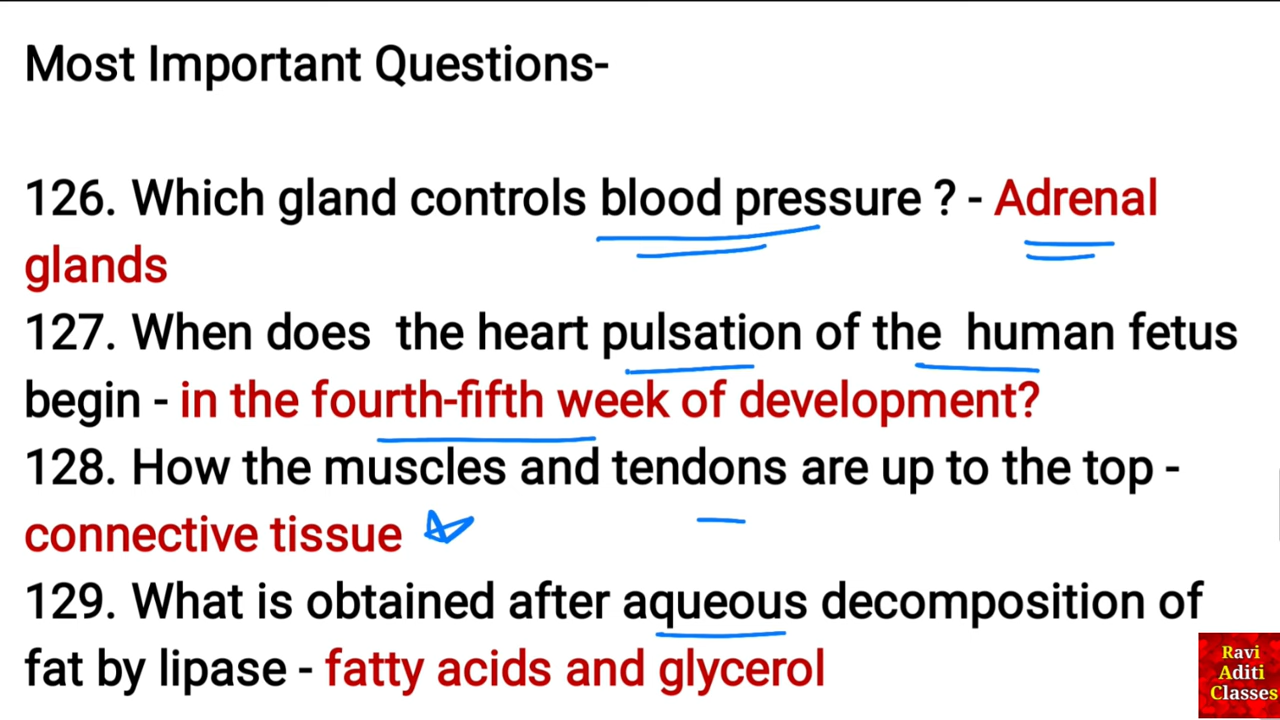 Most Important Questions-
126. Which gland controls blood pressure ? - Adrenal
glands
127. When does  the heart pulsation of the  human fetus
begin - in the fourth-fifth week of development?
128. How the muscles and tendons are up to the top -
connective tissue
129. What is obtained after aqueous decomposition of
fat by lipase - fatty acids and glycerol
Ravi
Aditi
Classes